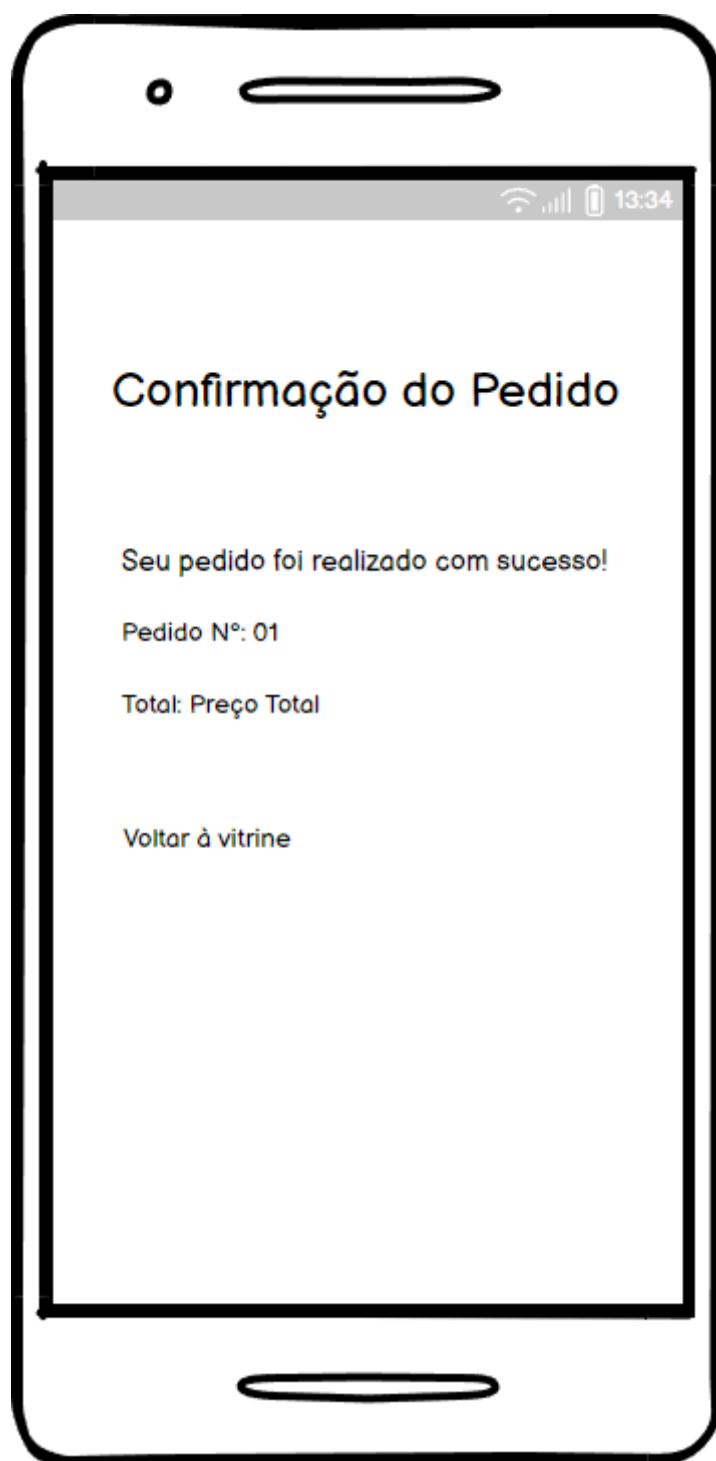 13:34
Confirmação do Pedido
Seu pedido foi realizado com sucesso!
Pedido Nº: 01
Total: Preço Total
Voltar à vitrine